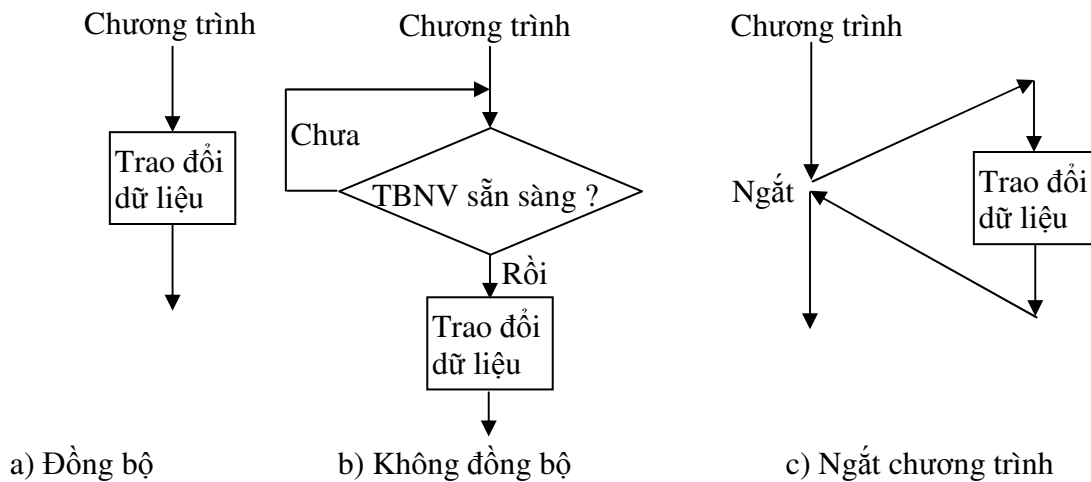 Chương trình
Trao đổi
dữ liệu
a) Đồng bộ
Chương trình
Chưa
TBNV sẵn sàng ?
Rồi
Trao đổi
dữ liệu
b) Không đồng bộ
Chương trình
Ngắt
Trao đổi
dữ liệu
c) Ngắt chương trình